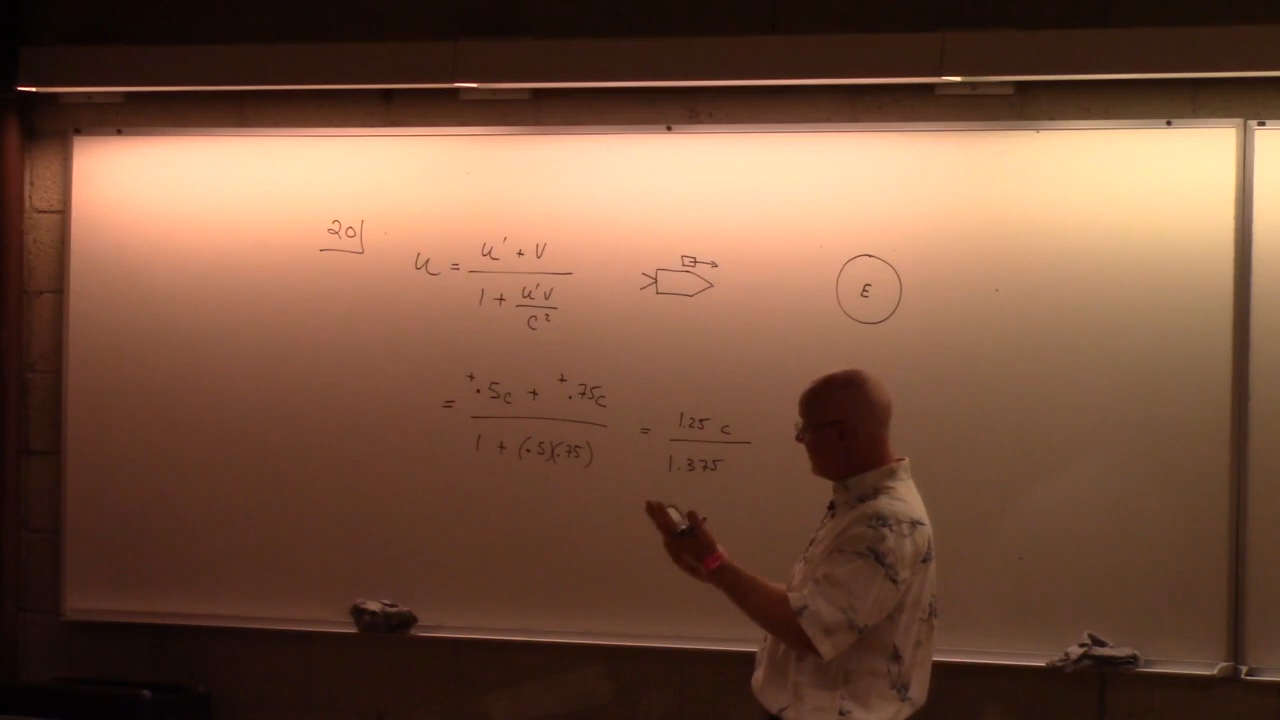 20
u = (u' + v) / (1 + u'v/c²)
E
= (+.5c + +.75c) / (1 + (.5)(.75)) = 1.25 c / 1.375